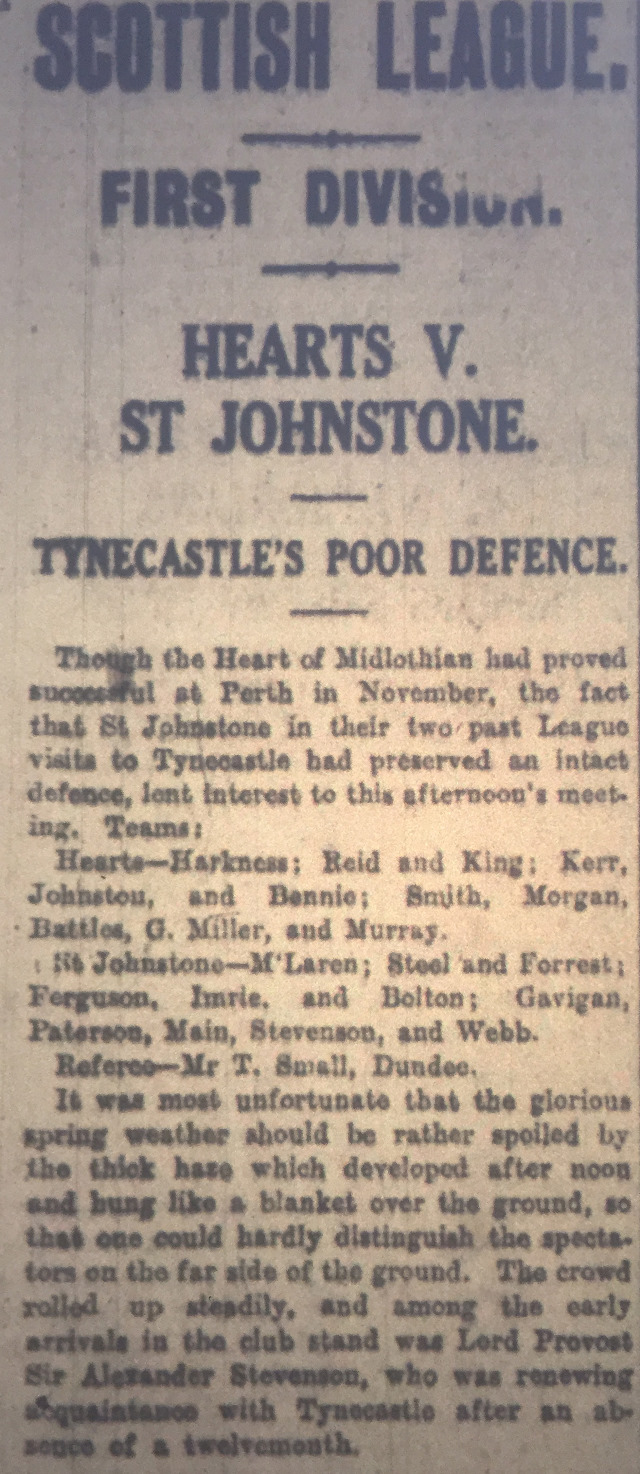 SCOTTISH LEAGUE.
FIRST DIVISION.
HEARTS V.
ST JOHNSTONE.
TYNECASTLE'S POOR DEFENCE.
Though the Heart of Midlothian had proved
successful at Perth in November, the fact
that St Johnstone in their two past League
visits to Tynecastle had preserved an intact
defence, lent interest to this afternoon's meet-
ing. Teams:
Hearts—Harkness; Reid and King; Kerr,
Johnston, and Bennie; Smith, Morgan,
Battles, G. Miller, and Murray.
St Johnstone—M'Laren; Steel and Forrest;
Ferguson, Imrie, and Bolton; Gavigan,
Paterson, Main, Stevenson, and Webb.
Referee—Mr T. Small, Dundee.
It was most unfortunate that the glorious
spring weather should be rather spoiled by
the thick haze which developed after noon
and hung like a blanket over the ground, so
that one could hardly distinguish the specta-
tors on the far side of the ground. The crowd
rolled up steadily, and among the early
arrivals in the club stand was Lord Provost
Sir Alexander Stevenson, who was renewing
acquaintance with Tynecastle after an ab-
sence of a twelvemonth.